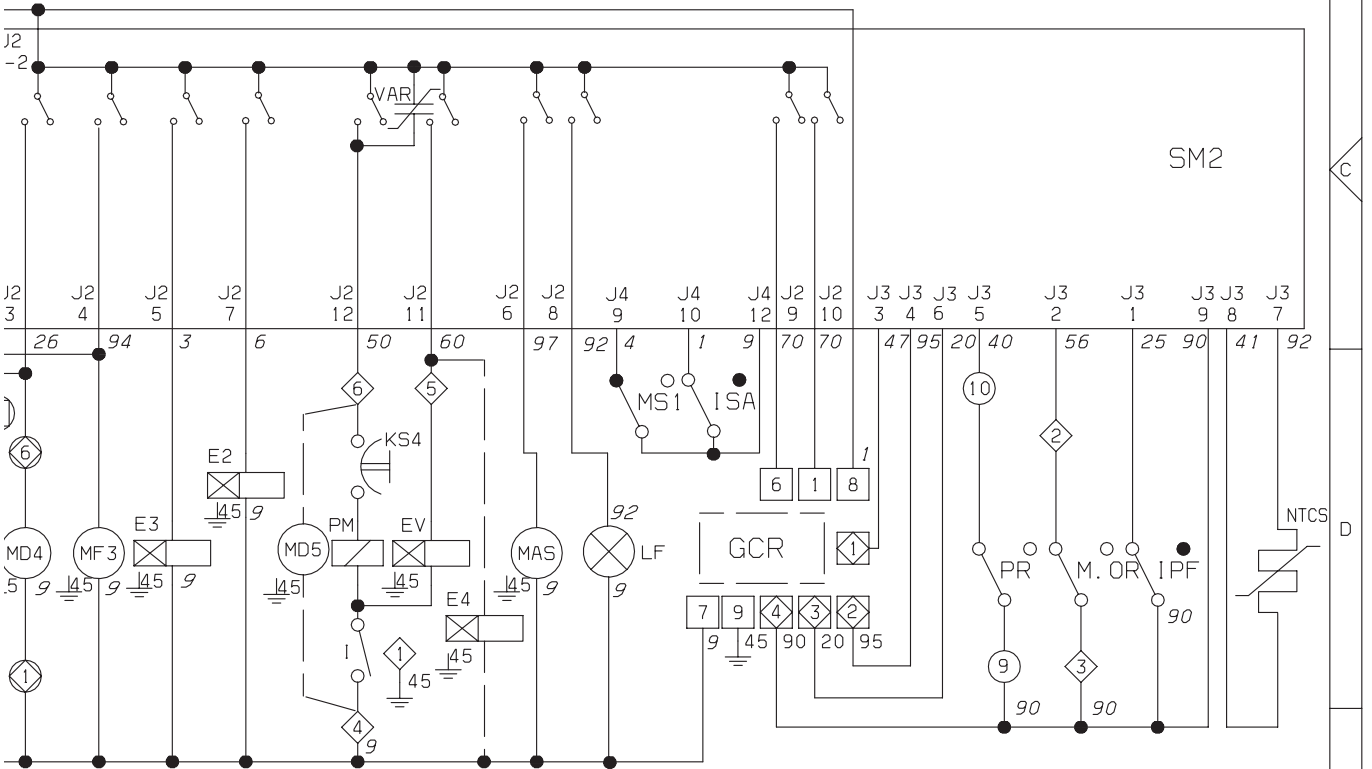 J2
-2
VAR
SM2
C
J2 J2 J2 J2 J2 J2 J2 J2 J4 J4 J4 J2 J2 J3 J3 J3 J3 J3 J3 J3 J3 J3
3 4 5 7 12 11 6 8 9 10 12 9 10 3 4 6 5 2 1 9 8 7
26 94 3 6 50 60 97 92 4 1 9 70 70 47 95 20 40 56 25 90 41 92
6 5 10
MS1 ISA
KS4
2
6
E2 1
6 1 8
45 9
92
NTCS
E3 PM EV
D
MD4 MF3 MD5 MAS LF GCR 1
PR M.OR IPF
45 9 45 9 45 9 45 45 45 9 9
E4
7 9 4 3 2
90
9 45 90 20 95
I 1 45
9 3
1 45
90 90
4
9